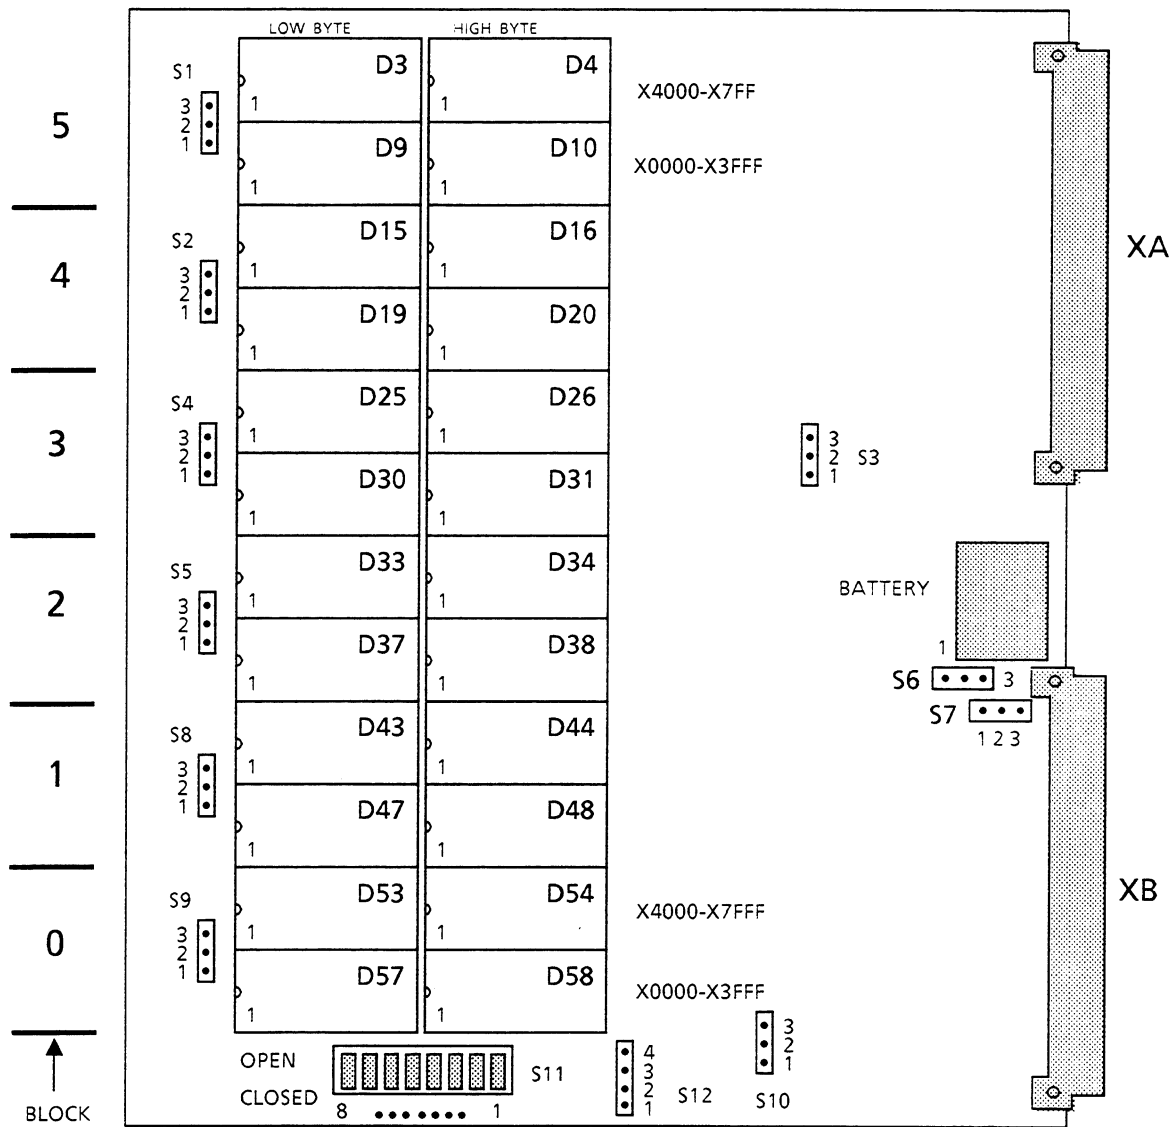 LOW BYTE HIGH BYTE
S1 D3 D4
3 1 1 X4000-X7FF
2
1
5
D9 D10
1 1 X0000-X3FFF
S2 D15 D16
3 1 1
2
1
4
D19 D20
1 1
XA
S4 D25 D26
3 1 1
2
1
3
D30 D31
1 1
3
2 S3
1
S5 D33 D34
3 1 1
2
1
2
BATTERY
D37 D38
1 1
1
S6 3
S7
1 2 3
S8 D43 D44
3 1 1
2
1
1
D47 D48
1 1
S9 D53 D54
3 1 1 X4000-X7FFF
2
1
0
XB
D57 D58
1 1 X0000-X3FFF
3
2
1
S10
OPEN
CLOSED
8 1
S11
4
3
2
1
S12
BLOCK